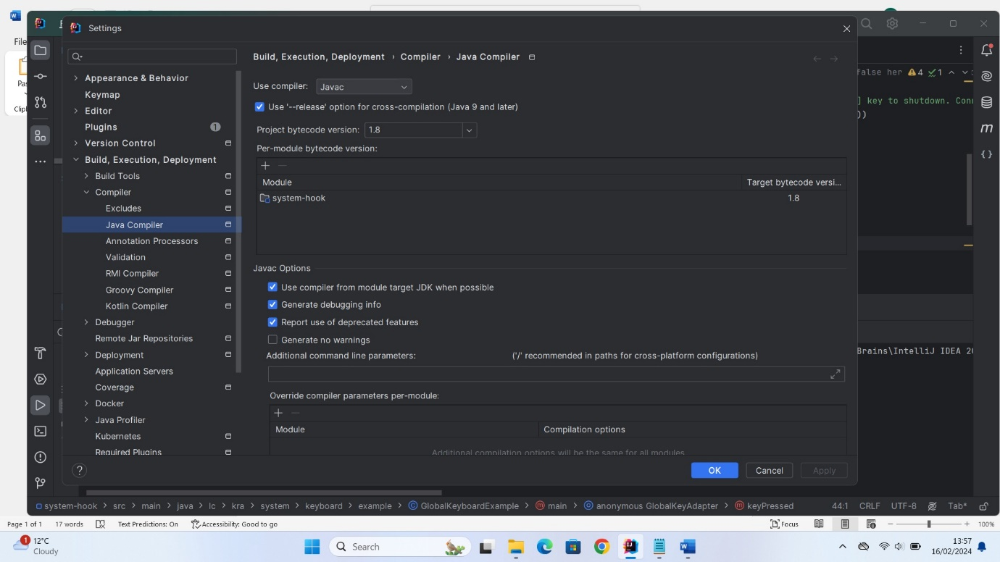 File
Settings
Build, Execution, Deployment › Compiler › Java Compiler
Appearance & Behavior
Keymap
Editor
Plugins 1
Version Control
Build, Execution, Deployment
Build Tools
Compiler
Excludes
Java Compiler
Annotation Processors
Validation
RMI Compiler
Groovy Compiler
Kotlin Compiler
Debugger
Remote Jar Repositories
Deployment
Application Servers
Coverage
Docker
Java Profiler
Kubernetes
Required Plugins
Use compiler: Javac
Use '--release' option for cross-compilation (Java 9 and later)
Project bytecode version: 1.8
Per-module bytecode version:
Module Target bytecode versi...
system-hook 1.8
Javac Options
Use compiler from module target JDK when possible
Generate debugging info
Report use of deprecated features
Generate no warnings
Additional command line parameters: ('/' recommended in paths for cross-platform configurations)
Override compiler parameters per-module:
Module Compilation options
Additional compilation options will be the same for all modules
? OK Cancel Apply
false her 4 1
] key to shutdown. Conn
))
m
{ }
Brains\IntelliJ IDEA 20
Pas
Clip
system-hook > src > main > java > lc > kra > system > keyboard > example > GlobalKeyboardExample > main > anonymous GlobalKeyAdapter > keyPressed 44:1 CRLF UTF-8 Tab*
Page 1 of 1 17 words Text Predictions: On Accessibility: Good to go Focus 100%
1 12°C
Cloudy
Search
13:57
16/02/2024